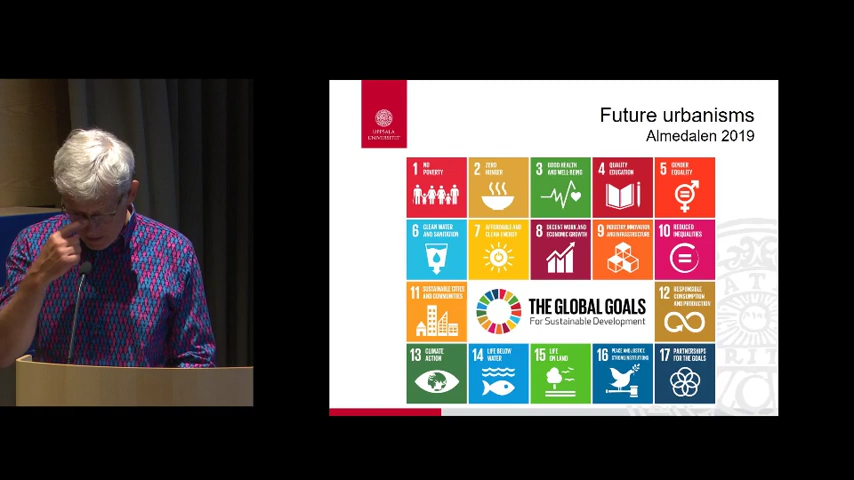 UPPSALA
UNIVERSITET
Future urbanisms
Almedalen 2019
1 NO
POVERTY
2 ZERO
HUNGER
3 GOOD HEALTH
AND WELL-BEING
4 QUALITY
EDUCATION
5 GENDER
EQUALITY
6 CLEAN WATER
AND SANITATION
7 AFFORDABLE AND
CLEAN ENERGY
8 DECENT WORK AND
ECONOMIC GROWTH
9 INDUSTRY, INNOVATION
AND INFRASTRUCTURE
10 REDUCED
INEQUALITIES
11 SUSTAINABLE CITIES
AND COMMUNITIES
THE GLOBAL GOALS
For Sustainable Development
12 RESPONSIBLE
CONSUMPTION
AND PRODUCTION
13 CLIMATE
ACTION
14 LIFE BELOW
WATER
15 LIFE
ON LAND
16 PEACE AND JUSTICE
STRONG INSTITUTIONS
17 PARTNERSHIPS
FOR THE GOALS